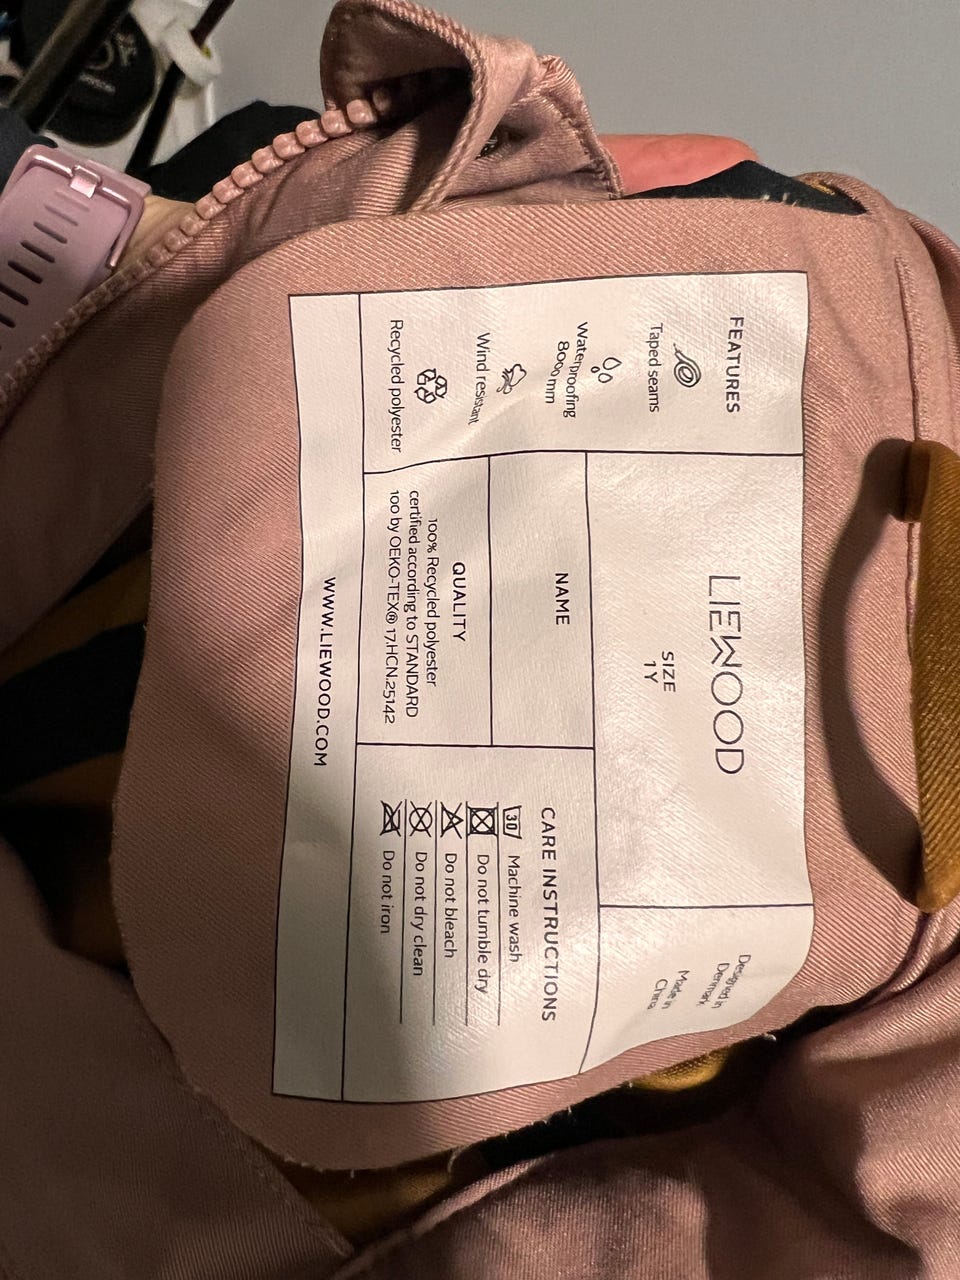 FEATURES
Taped seams
Waterproofing
8000 mm
Wind resistant
Recycled polyester
LIEWOOD
SIZE
1Y
NAME
QUALITY
100% Recycled polyester
certified according to STANDARD
100 by OEKO-TEX® 17.HCN.25142
Designed in
Denmark
Made in
China
CARE INSTRUCTIONS
30 Machine wash
Do not tumble dry
Do not bleach
Do not dry clean
Do not iron
WWW.LIEWOOD.COM